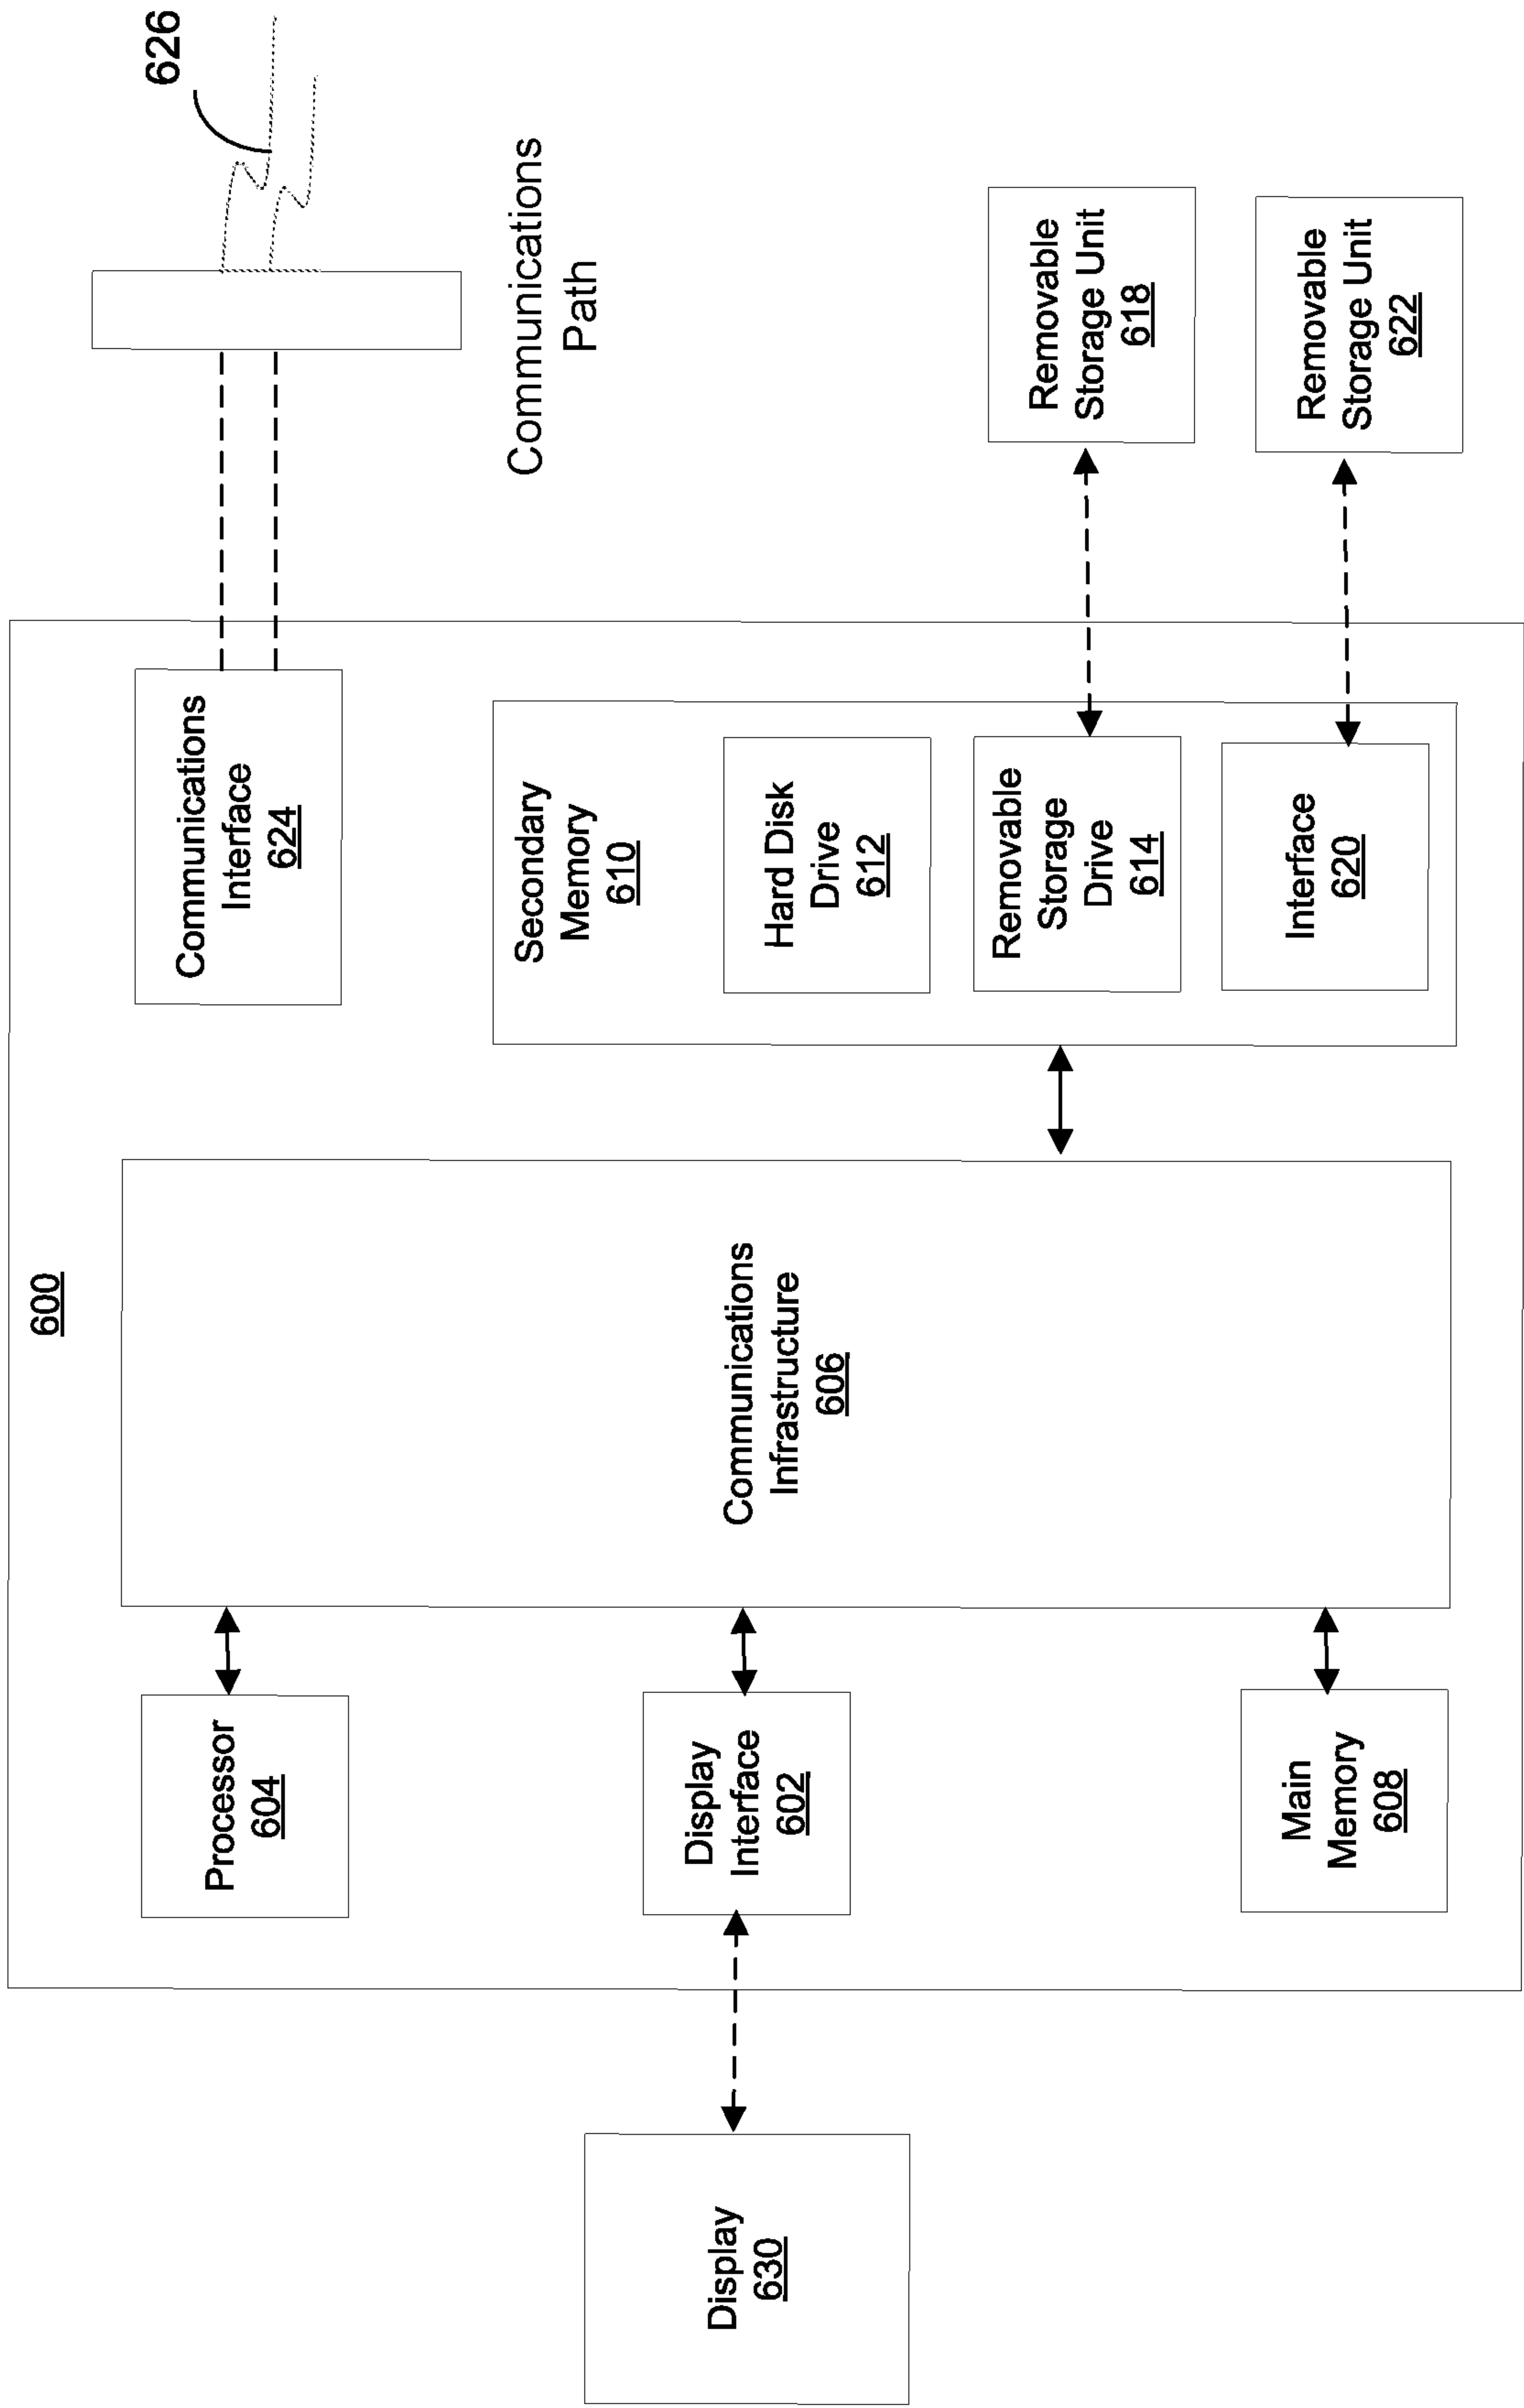 600
Display
630
Processor
604
Display
Interface
602
Main
Memory
608
Communications
Infrastructure
606
Communications
Interface
624
Secondary
Memory
610
Hard Disk
Drive
612
Removable
Storage
Drive
614
Interface
620
626
Communications
Path
Removable
Storage Unit
618
Removable
Storage Unit
622